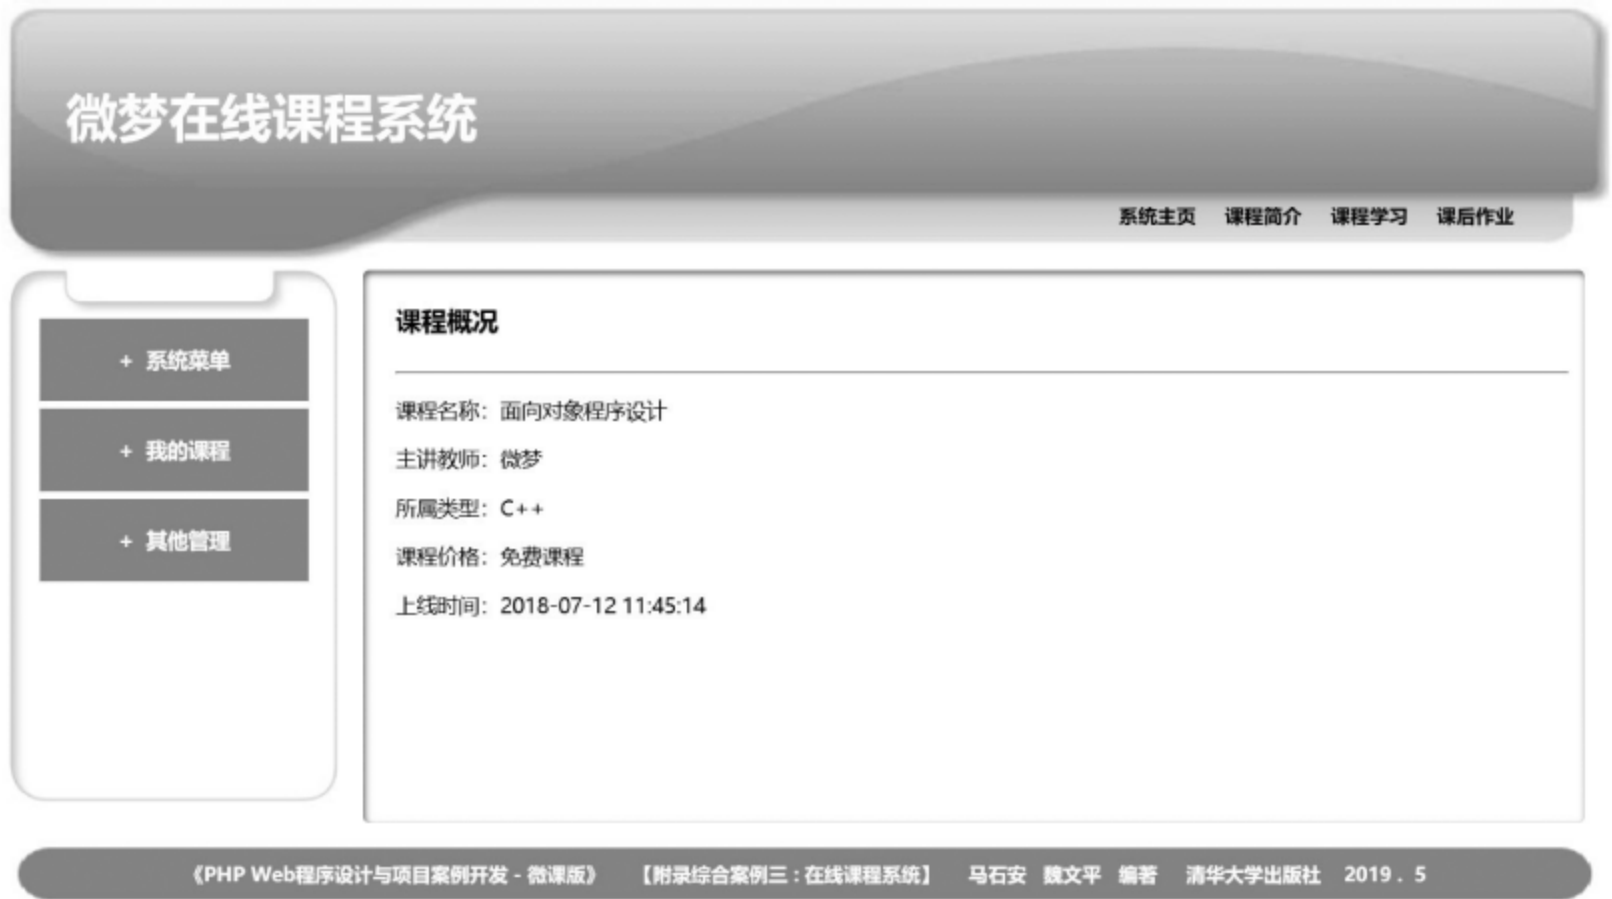 微梦在线课程系统
系统主页 课程简介 课程学习 课后作业
+ 系统菜单
+ 我的课程
+ 其他管理
课程概况
课程名称：面向对象程序设计
主讲教师：微梦
所属类型：C++
课程价格：免费课程
上线时间：2018-07-12 11:45:14
《PHP Web程序设计与项目案例开发 - 微课版》 【附录综合案例三：在线课程系统】 马石安 魏文平 编著 清华大学出版社 2019 . 5